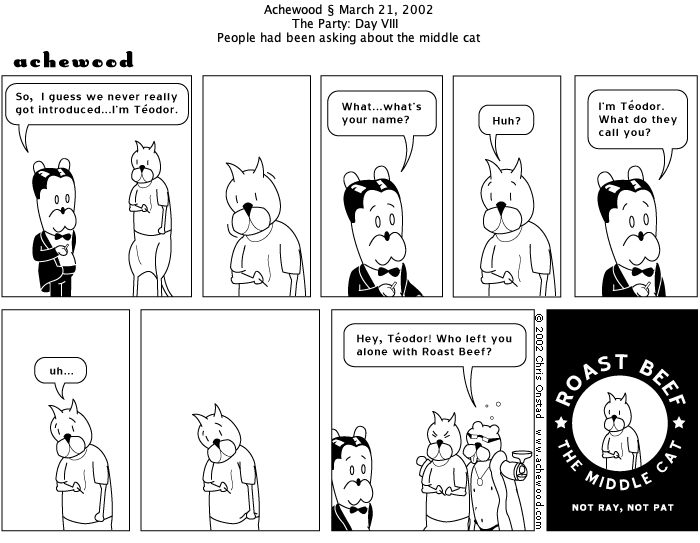 Achewood § March 21, 2002
The Party: Day VIII
People had been asking about the middle cat
achewood
So, I guess we never really
got introduced...I'm Téodor.
What...what's
your name?
Huh?
I'm Téodor.
What do they
call you?
uh...
Hey, Téodor! Who left you
alone with Roast Beef?
© 2002 Chris Onstad www.achewood.com
ROAST BEEF
THE MIDDLE CAT
NOT RAY, NOT PAT